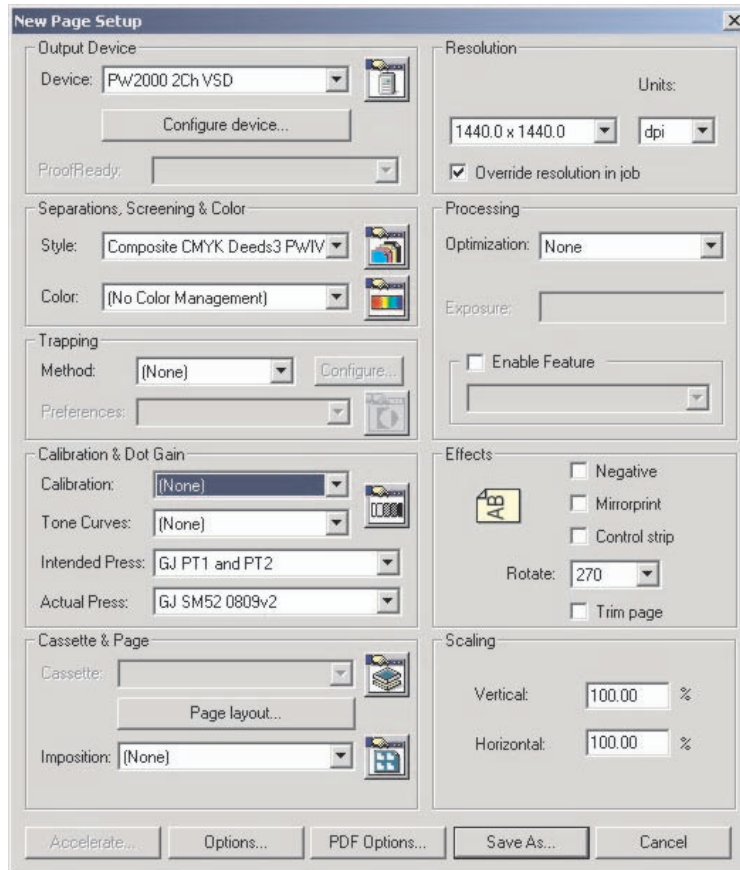 New Page Setup
Output Device
Device: PW2000 2Ch VSD
Configure device...
ProofReady:
Separations, Screening & Color
Style: Composite CMYK Deeds3 PWIV
Color: (No Color Management)
Trapping
Method: (None) Configure...
Preferences:
Calibration & Dot Gain
Calibration: (None)
Tone Curves: (None)
Intended Press: GJ PT1 and PT2
Actual Press: GJ SM52 0809v2
Cassette & Page
Cassette:
Page layout...
Imposition: (None)
Resolution
Units:
1440.0 x 1440.0 dpi
Override resolution in job
Processing
Optimization: None
Exposure:
Enable Feature
Effects
AB
Negative
Mirrorprint
Control strip
Rotate: 270
Trim page
Scaling
Vertical: 100.00 %
Horizontal: 100.00 %
Accelerate... Options... PDF Options... Save As... Cancel